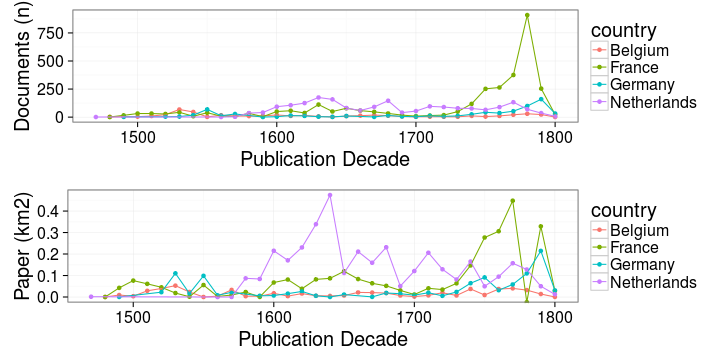 Documents (n)
750
500
250
0
1500
1600
1700
1800
Publication Decade
country
Belgium
France
Germany
Netherlands
Paper (km2)
0.4
0.3
0.2
0.1
0.0
1500
1600
1700
1800
Publication Decade
country
Belgium
France
Germany
Netherlands